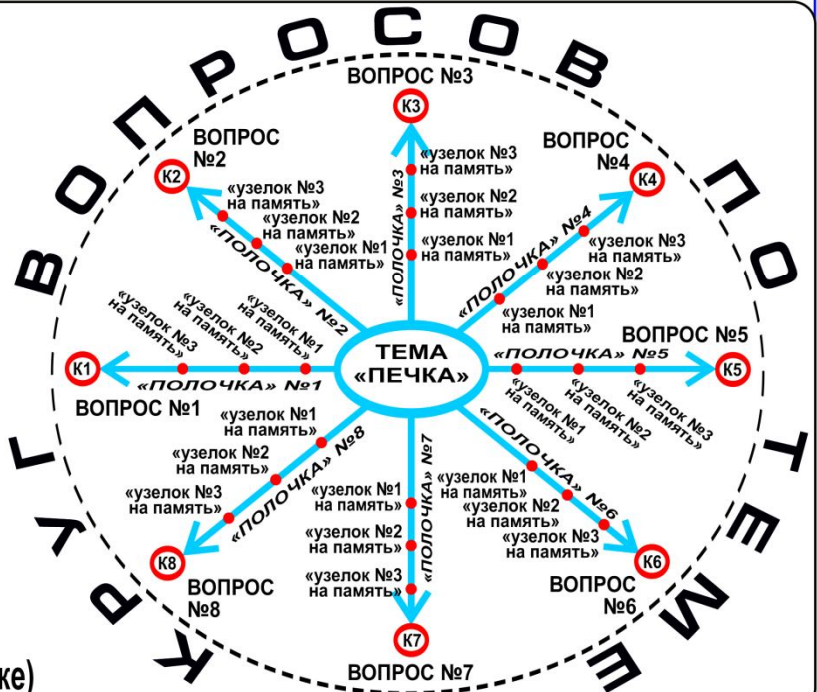 КРУГ ВОПРОСОВ ПО ТЕМЕ
ТЕМА
«ПЕЧКА»
К1
ВОПРОС №1
«ПОЛОЧКА» №1
«узелок №1
на память»
«узелок №2
на память»
«узелок №3
на память»
К2
ВОПРОС
№2
«ПОЛОЧКА» №2
«узелок №3
на память»
«узелок №2
на память»
«узелок №1
на память»
ВОПРОС №3
К3
«ПОЛОЧКА» №3
«узелок №3
на память»
«узелок №2
на память»
«узелок №1
на память»
ВОПРОС
№4
К4
«ПОЛОЧКА» №4
«узелок №3
на память»
«узелок №2
на память»
«узелок №1
на память»
ВОПРОС №5
К5
«ПОЛОЧКА» №5
«узелок №1
на память»
«узелок №2
на память»
«узелок №3
на память»
«ПОЛОЧКА» №6
«узелок №1
на память»
«узелок №2
на память»
«узелок №3
на память»
К6
ВОПРОС
№6
«ПОЛОЧКА» №7
«узелок №1
на память»
«узелок №2
на память»
«узелок №3
на память»
К7
ВОПРОС №7
«ПОЛОЧКА» №8
«узелок №1
на память»
«узелок №2
на память»
«узелок №3
на память»
К8
ВОПРОС
№8
ке)